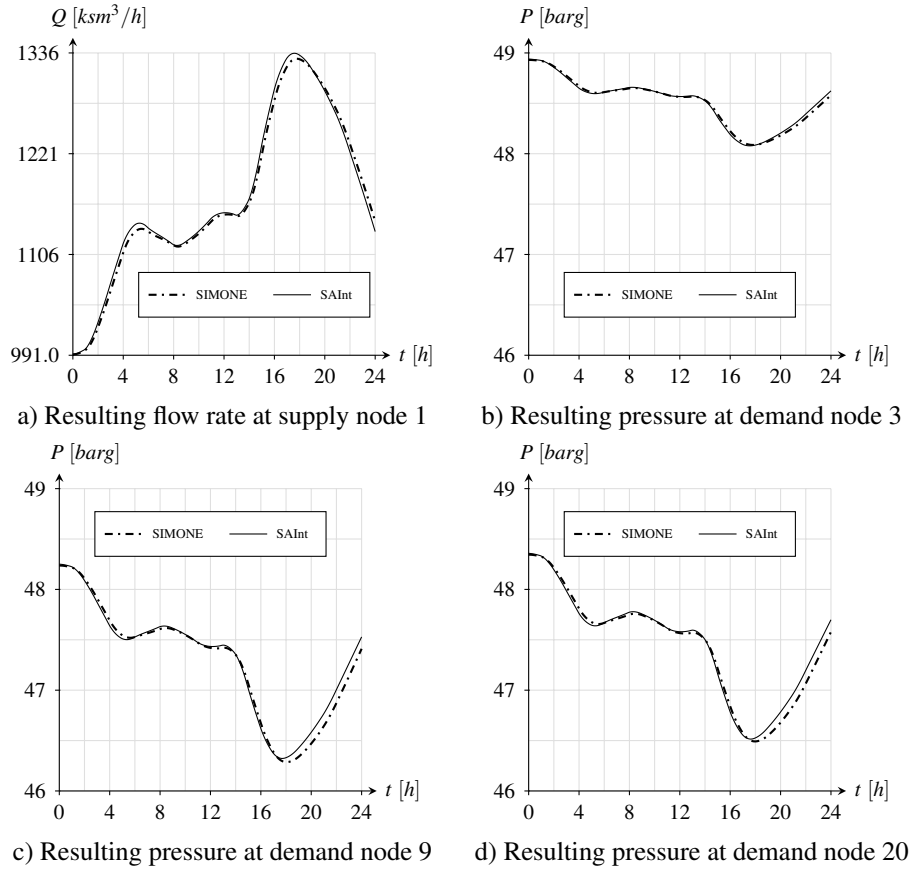 Q [ksm³/h]
1336
1221
1106
991.0
SIMONE SAInt
0 4 8 12 16 20 24
t [h]
a) Resulting flow rate at supply node 1
P [barg]
49
48
47
46
SIMONE SAInt
0 4 8 12 16 20 24
t [h]
b) Resulting pressure at demand node 3
P [barg]
49
SIMONE SAInt
48
47
46
0 4 8 12 16 20 24
t [h]
c) Resulting pressure at demand node 9
P [barg]
49
SIMONE SAInt
48
47
46
0 4 8 12 16 20 24
t [h]
d) Resulting pressure at demand node 20